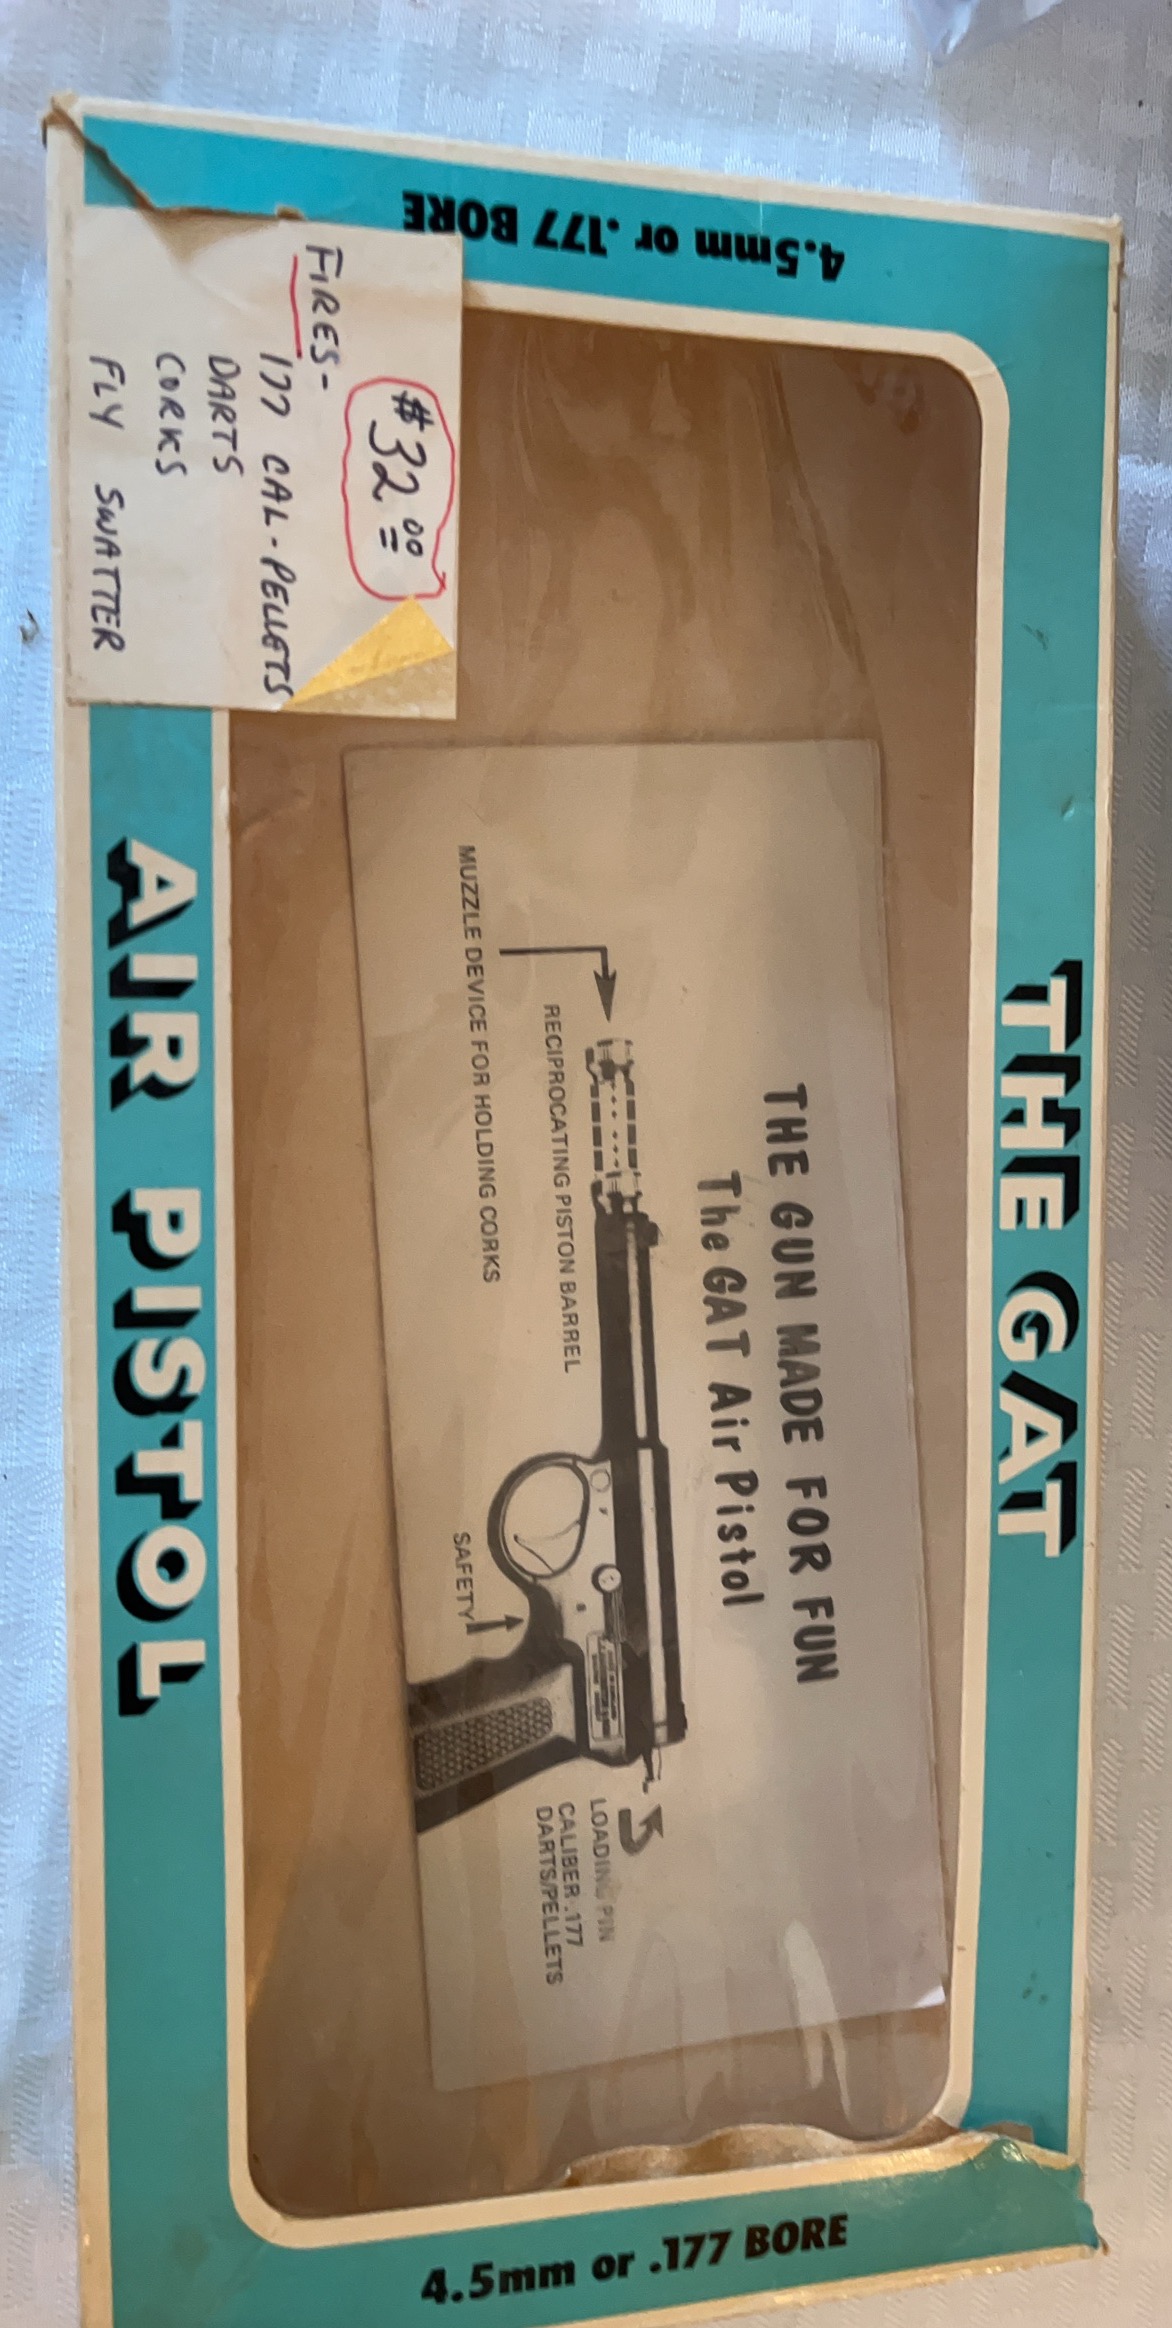 THE GAT
4.5mm or .177 BORE
$32.00
FIRES-
177 CAL-PELLETS
DARTS
CORKS
FLY SWATTER
THE GUN MADE FOR FUN
The GAT Air Pistol
RECIPROCATING PISTON BARREL
MUZZLE DEVICE FOR HOLDING CORKS
SAFETY
LOADING PIN
CALIBER .177
DARTS/PELLETS
AIR PISTOL
4.5mm or .177 BORE